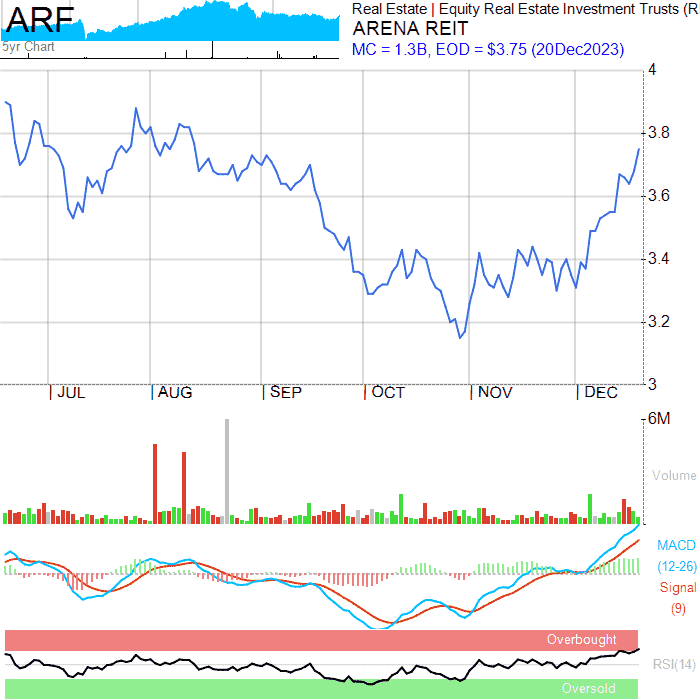 ARF
5yr Chart
Real Estate | Equity Real Estate Investment Trusts (R
ARENA REIT
MC = 1.3B, EOD = $3.75 (20Dec2023)
4
3.8
3.6
3.4
3.2
3
JUL AUG SEP OCT NOV DEC
6M
Volume
MACD
(12-26)
Signal
(9)
Overbought
RSI(14)
Oversold